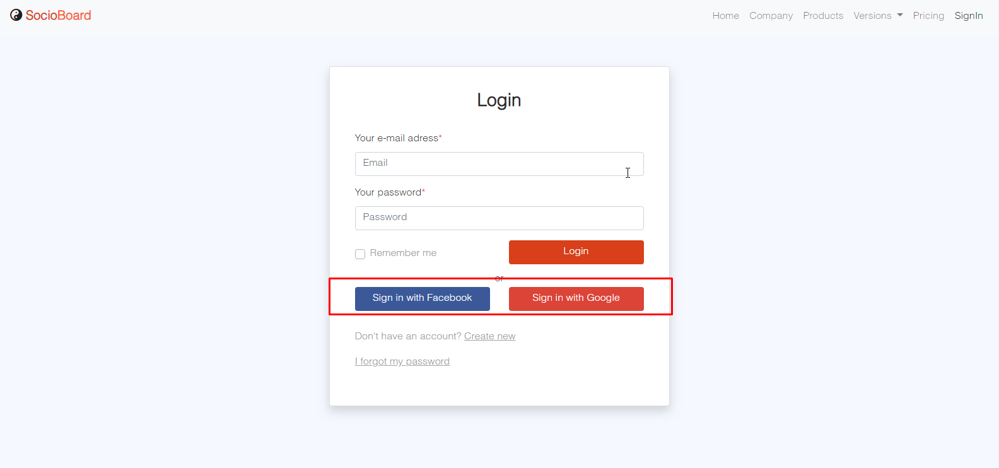 SocioBoard
Home Company Products Versions Pricing SignIn
Login
Your e-mail adress*
Email
Your password*
Password
Remember me
Login
or
Sign in with Facebook
Sign in with Google
Don't have an account? Create new
I forgot my password